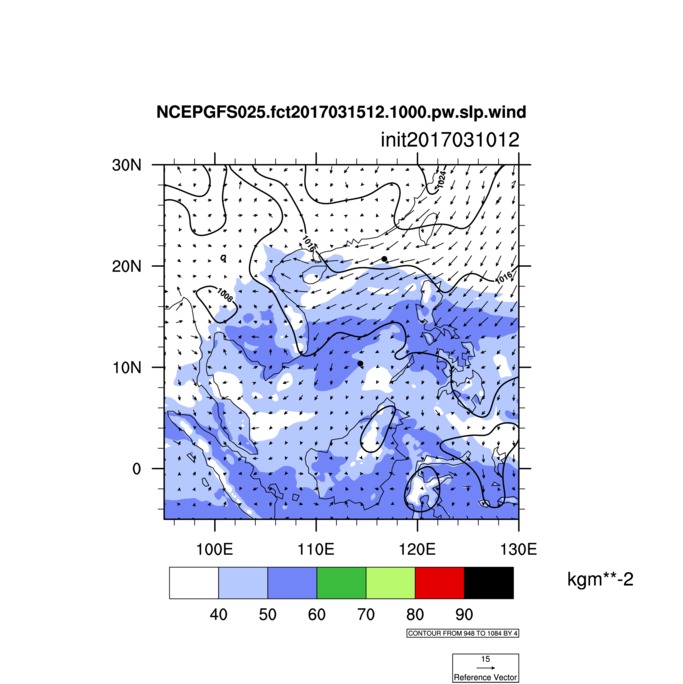 NCEPGFS025.fct2017031512.1000.pw.slp.wind
init2017031012
30N
20N
10N
0
1024
1016
1016
1008
100E 110E 120E 130E
kgm**-2
40 50 60 70 80 90
CONTOUR FROM 948 TO 1084 BY 4
15
Reference Vector